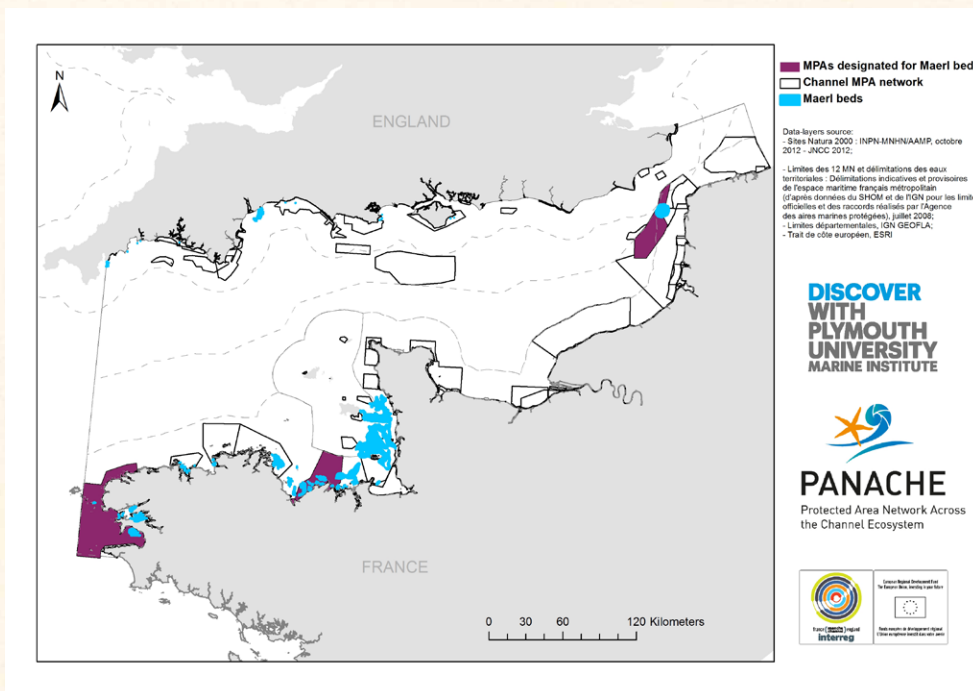 N
ENGLAND
FRANCE
0 30 60 120 Kilometers
MPAs designated for Maerl bed
Channel MPA network
Maerl beds
Data-layers source:
- Sites Natura 2000 : INPN-MNHN/AAMP, octobre
2012 - JNCC 2012;
- Limites des 12 MN et délimitations des eaux
territoriales : Délimitations indicatives et provisoires
de l'espace maritime français métropolitain
(d'après données du SHOM et de l'IGN pour les limite
officielles et des raccords réalisés par l'Agence
des aires marines protégées), juillet 2008;
- Limites départementales, IGN GEOFLA;
- Trait de côte européen, ESRI
DISCOVER
WITH
PLYMOUTH
UNIVERSITY
MARINE INSTITUTE
PANACHE
Protected Area Network Across
the Channel Ecosystem
European Regional Development Fund
The European Union, investing in your future
interreg